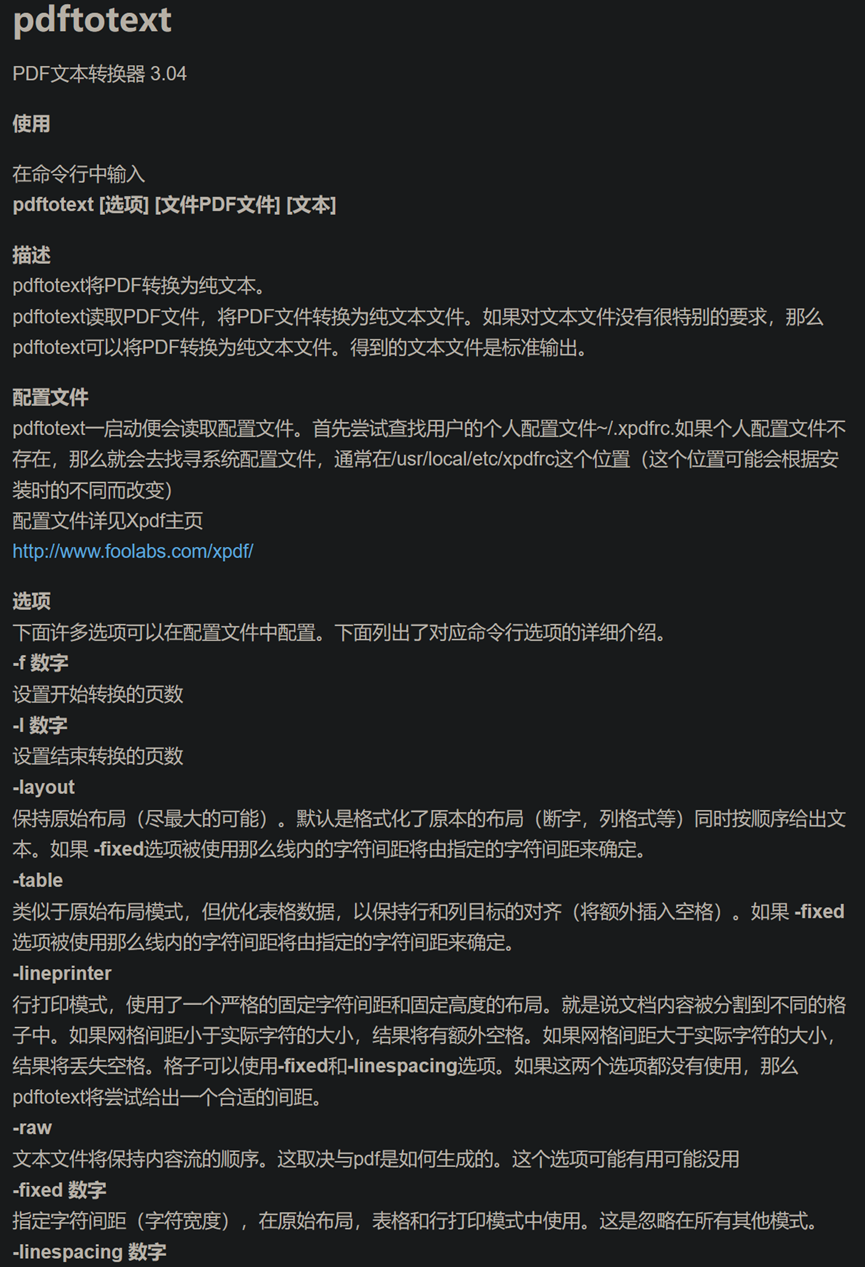 pdftotext
PDF文本转换器 3.04
使用
在命令行中输入
pdftotext [选项] [文件PDF文件] [文本]
描述
pdftotext将PDF转换为纯文本。
pdftotext读取PDF文件，将PDF文件转换为纯文本文件。如果对文本文件没有很特别的要求，那么
pdftotext可以将PDF转换为纯文本文件。得到的文本文件是标准输出。
配置文件
pdftotext一启动便会读取配置文件。首先尝试查找用户的个人配置文件~/.xpdfrc.如果个人配置文件不
存在，那么就会去找寻系统配置文件，通常在/usr/local/etc/xpdfrc这个位置（这个位置可能会根据安
装时的不同而改变）
配置文件详见Xpdf主页
http://www.foolabs.com/xpdf/
选项
下面许多选项可以在配置文件中配置。下面列出了对应命令行选项的详细介绍。
-f 数字
设置开始转换的页数
-l 数字
设置结束转换的页数
-layout
保持原始布局（尽最大的可能）。默认是格式化了原本的布局（断字，列格式等）同时按顺序给出文
本。如果 -fixed选项被使用那么线内的字符间距将由指定的字符间距来确定。
-table
类似于原始布局模式，但优化表格数据，以保持行和列目标的对齐（将额外插入空格）。如果 -fixed
选项被使用那么线内的字符间距将由指定的字符间距来确定。
-lineprinter
行打印模式，使用了一个严格的固定字符间距和固定高度的布局。就是说文档内容被分割到不同的格
子中。如果网格间距小于实际字符的大小，结果将有额外空格。如果网格间距大于实际字符的大小，
结果将丢失空格。格子可以使用-fixed和-linespacing选项。如果这两个选项都没有使用，那么
pdftotext将尝试给出一个合适的间距。
-raw
文本文件将保持内容流的顺序。这取决与pdf是如何生成的。这个选项可能有用可能没用
-fixed 数字
指定字符间距（字符宽度），在原始布局，表格和行打印模式中使用。这是忽略在所有其他模式。
-linespacing 数字